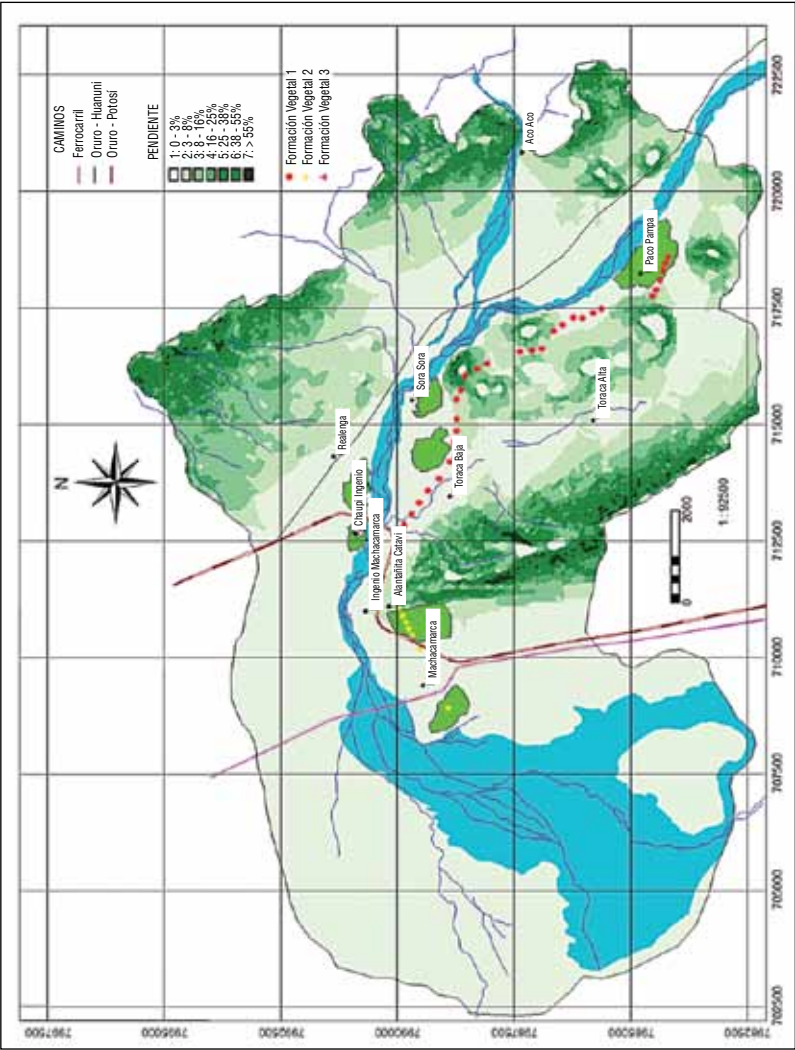 N
CAMINOS
Ferrocarril
Oruro - Huanuni
Oruro - Potosí
PENDIENTE
1: 0 - 3%
2: 3 - 8%
3: 8 - 16%
4: 16 - 25%
5: 25 - 38%
6: 38 - 55%
7: > 55%
Formación Vegetal 1
Formación Vegetal 2
Formación Vegetal 3
Realenga
Chaupi Ingenio
Ingenio Machacamarca
Alantañita Catavi
Machacamarca
Sora Sora
Toraca Baja
Toraca Alta
Aco Aco
Paco Pampa
0 2000
1 : 92500
7997500
7995000
7992500
7990000
7987500
7985000
7982500
702500
705000
707500
710000
712500
715000
717500
720000
722500